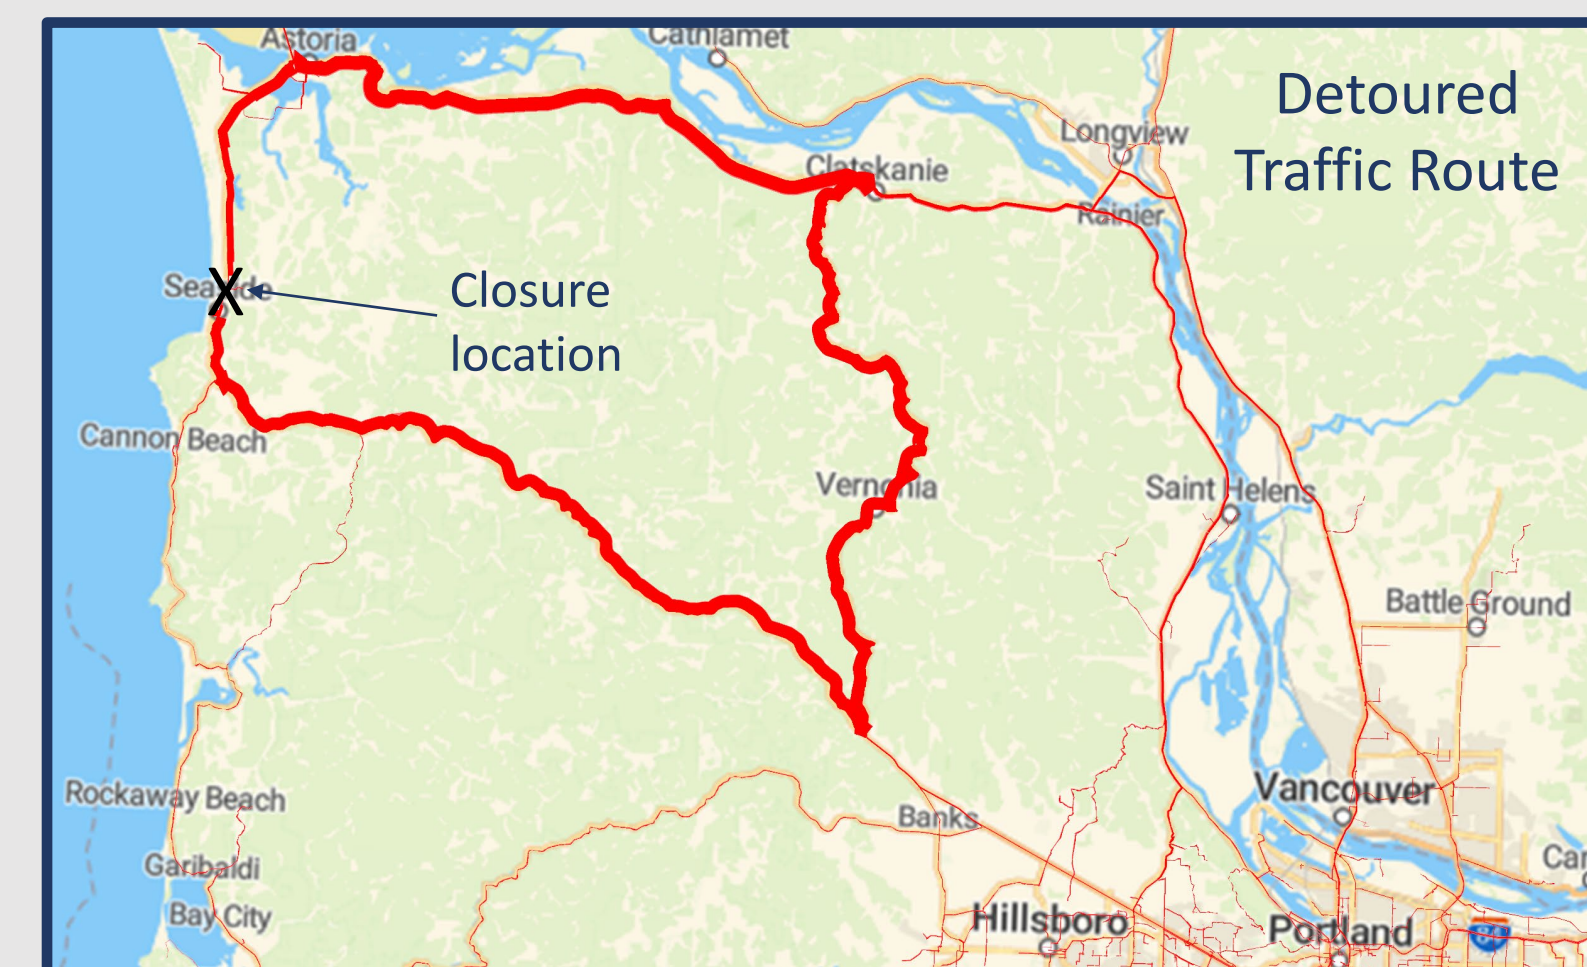 Astoria
Cathlamet
Detoured
Traffic Route
Longview
Clatskanie
Rainier
Seaside
X
Closure
location
Cannon Beach
Vernonia
Saint Helens
Battle Ground
Rockaway Beach
Vancouver
Banks
Garibaldi
Bay City
Hillsboro
Portland